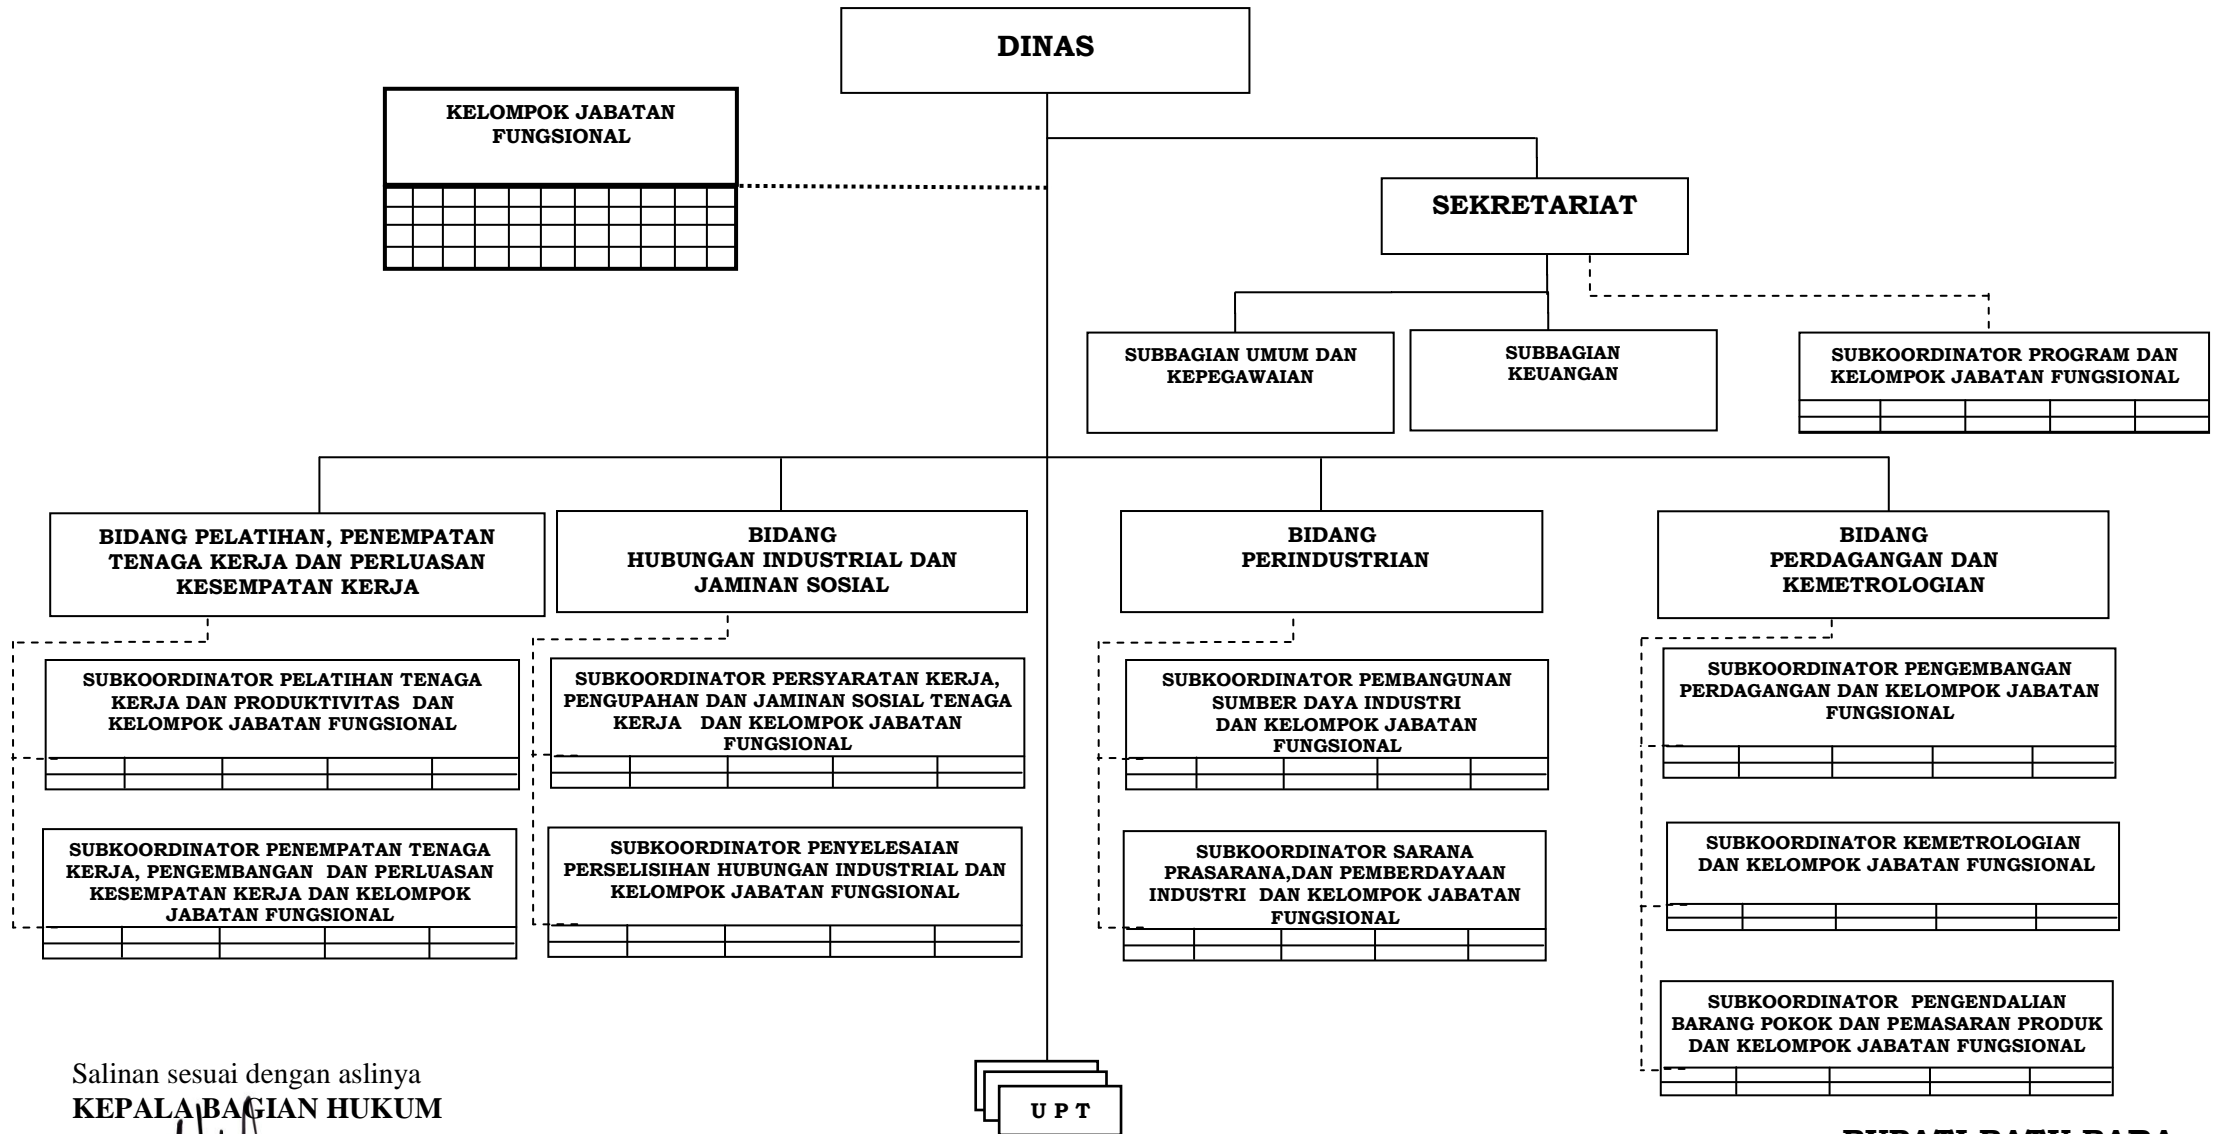 DINAS
KELOMPOK JABATAN
FUNGSIONAL
SEKRETARIAT
SUBBAGIAN UMUM DAN
KEPEGAWAIAN
SUBBAGIAN
KEUANGAN
SUBKOORDINATOR PROGRAM DAN
KELOMPOK JABATAN FUNGSIONAL
BIDANG PELATIHAN, PENEMPATAN
TENAGA KERJA DAN PERLUASAN
KESEMPATAN KERJA
BIDANG
HUBUNGAN INDUSTRIAL DAN
JAMINAN SOSIAL
BIDANG
PERINDUSTRIAN
BIDANG
PERDAGANGAN DAN
KEMETROLOGIAN
SUBKOORDINATOR PELATIHAN TENAGA
KERJA DAN PRODUKTIVITAS DAN
KELOMPOK JABATAN FUNGSIONAL
SUBKOORDINATOR PERSYARATAN KERJA,
PENGUPAHAN DAN JAMINAN SOSIAL TENAGA
KERJA DAN KELOMPOK JABATAN
FUNGSIONAL
SUBKOORDINATOR PEMBANGUNAN
SUMBER DAYA INDUSTRI
DAN KELOMPOK JABATAN
FUNGSIONAL
SUBKOORDINATOR PENGEMBANGAN
PERDAGANGAN DAN KELOMPOK JABATAN
FUNGSIONAL
SUBKOORDINATOR PENEMPATAN TENAGA
KERJA, PENGEMBANGAN DAN PERLUASAN
KESEMPATAN KERJA DAN KELOMPOK
JABATAN FUNGSIONAL
SUBKOORDINATOR PENYELESAIAN
PERSELISIHAN HUBUNGAN INDUSTRIAL DAN
KELOMPOK JABATAN FUNGSIONAL
SUBKOORDINATOR SARANA
PRASARANA,DAN PEMBERDAYAAN
INDUSTRI DAN KELOMPOK JABATAN
FUNGSIONAL
SUBKOORDINATOR KEMETROLOGIAN
DAN KELOMPOK JABATAN FUNGSIONAL
SUBKOORDINATOR PENGENDALIAN
BARANG POKOK DAN PEMASARAN PRODUK
DAN KELOMPOK JABATAN FUNGSIONAL
Salinan sesuai dengan aslinya
KEPALA BAGIAN HUKUM
U P T